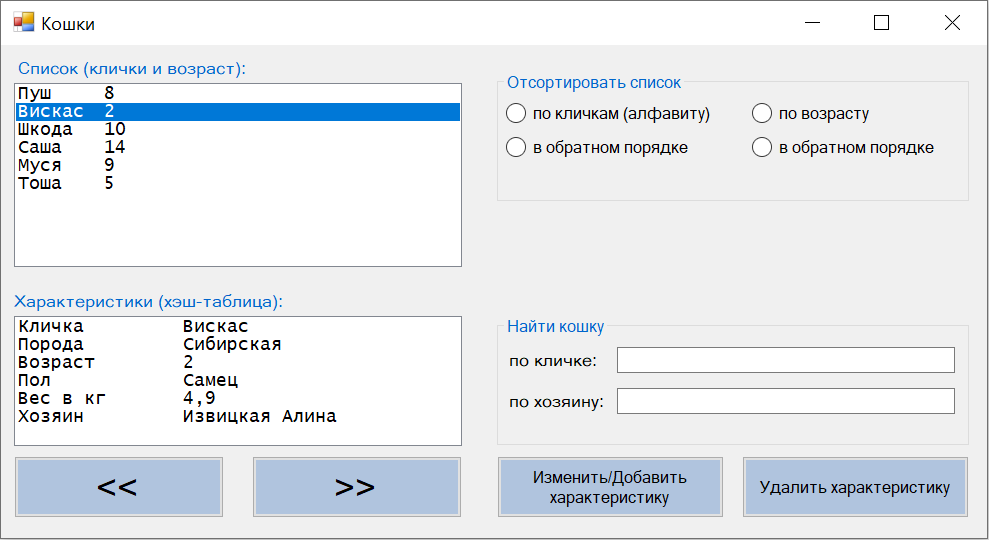 Кошки
Список (клички и возраст):
Пуш 8
Вискас 2
Шкода 10
Саша 14
Муся 9
Тоша 5
Отсортировать список
по кличкам (алфавиту) по возрасту
в обратном порядке в обратном порядке
Характеристики (хэш-таблица):
Кличка Вискас
Порода Сибирская
Возраст 2
Пол Самец
Вес в кг 4,9
Хозяин Извицкая Алина
Найти кошку
по кличке:
по хозяину:
<< >>
Изменить/Добавить
характеристику
Удалить характеристику